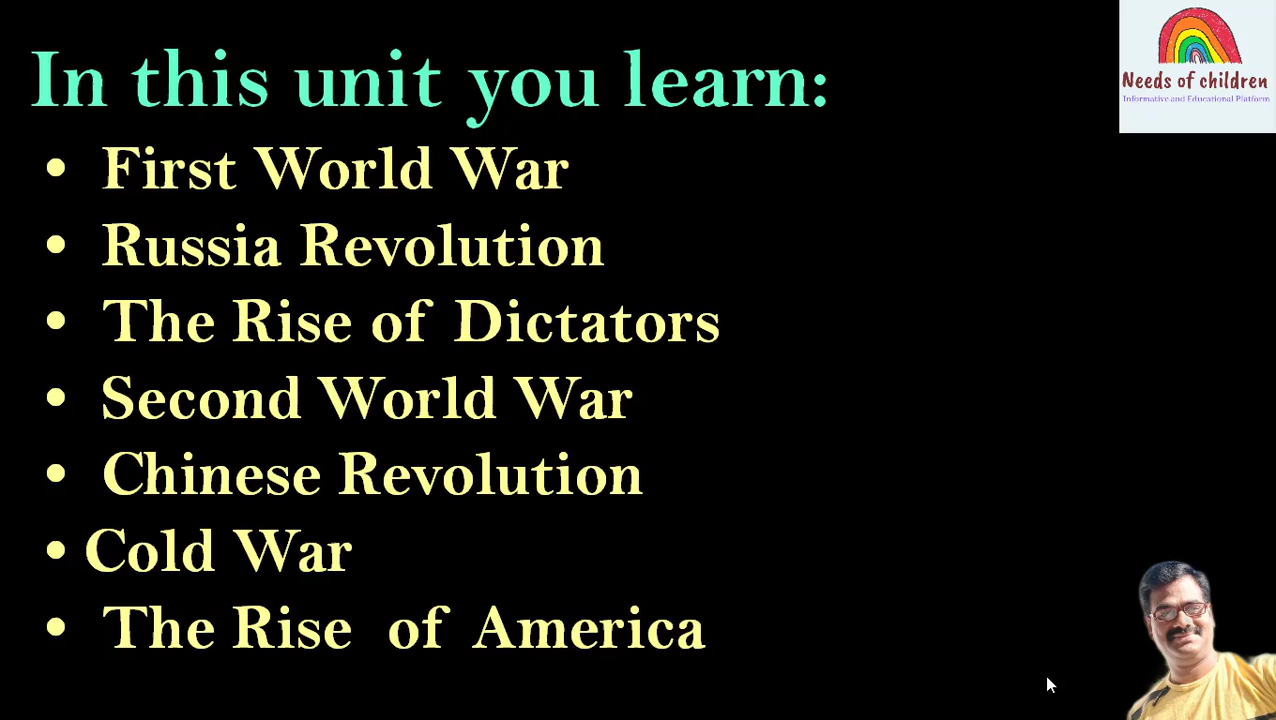 In this unit you learn:
• First World War
• Russia Revolution
• The Rise of Dictators
• Second World War
• Chinese Revolution
• Cold War
• The Rise of America
Needs of children
Informative and Educational Platform